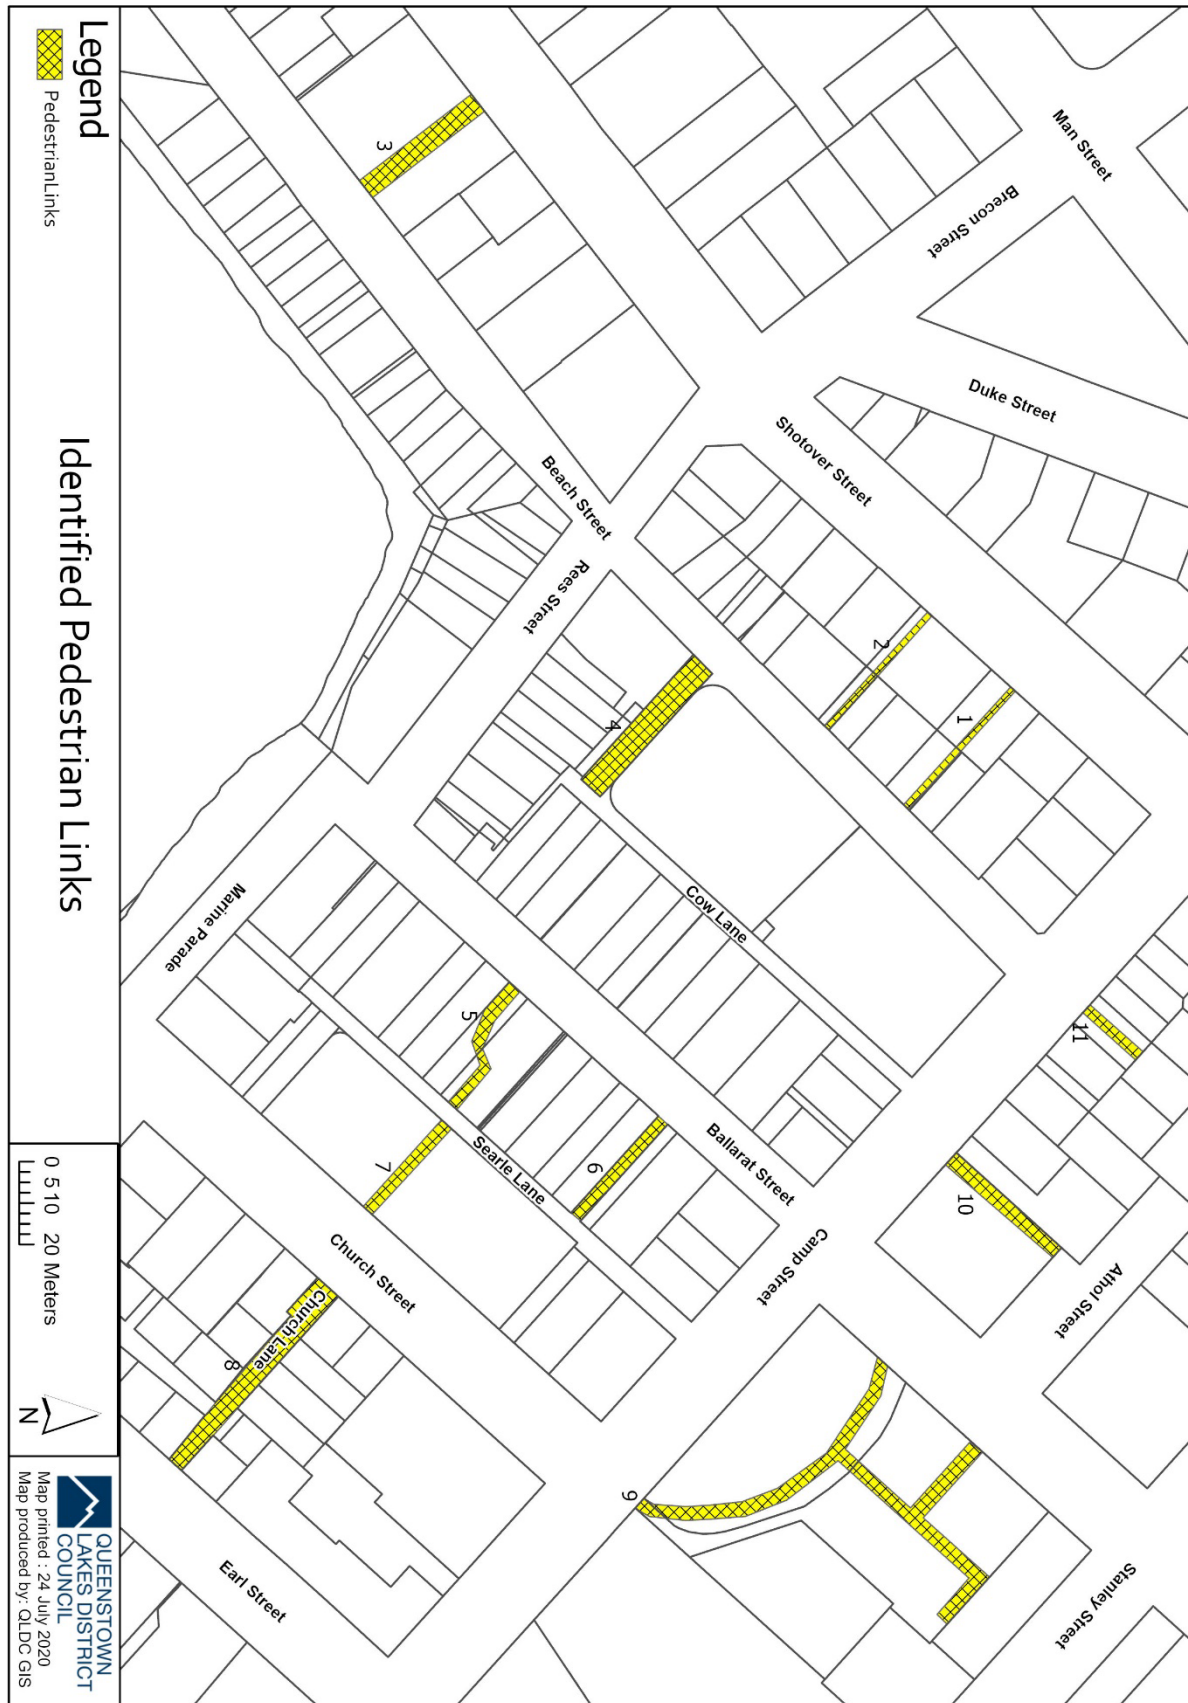 Man Street
Brecon Street
Duke Street
Shotover Street
Beach Street
Rees Street
3
2
1
4
Cow Lane
Marine Parade
5
11
Ballarat Street
6
Searle Lane
7
10
Church Street
Camp Street
Athol Street
Church Lane
8
9
Earl Street
Stanley Street
Legend
PedestrianLinks
Identified Pedestrian Links
0 5 10 20 Meters
N
QUEENSTOWN
LAKES DISTRICT
COUNCIL
Map printed : 24 July 2020
Map produced by: QLDC GIS